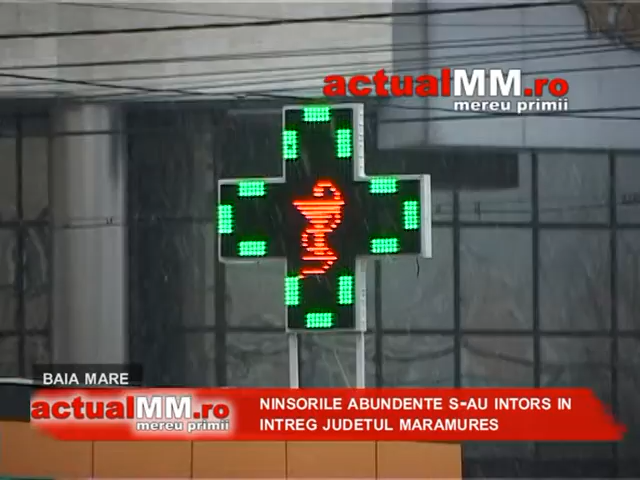 actualMM.ro
mereu primii
BAIA MARE
actualMM.ro
mereu primii
NINSORILE ABUNDENTE S-AU INTORS IN
INTREG JUDETUL MARAMURES